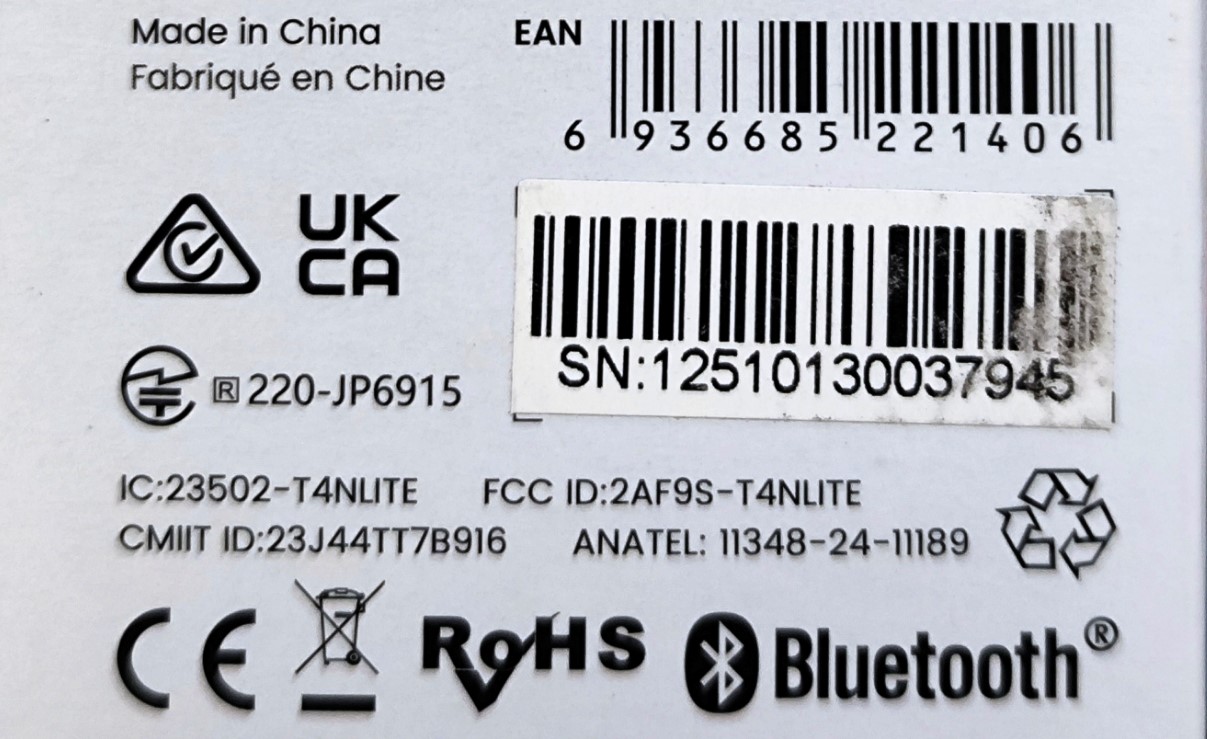 Made in China
Fabriqué en Chine
EAN
6 936685 221406
UK
CA
SN:12510130037945
R 220-JP6915
IC:23502-T4NLITE FCC ID:2AF9S-T4NLITE
CMIIT ID:23J44TT7B916 ANATEL: 11348-24-11189
CE RoHS Bluetooth®